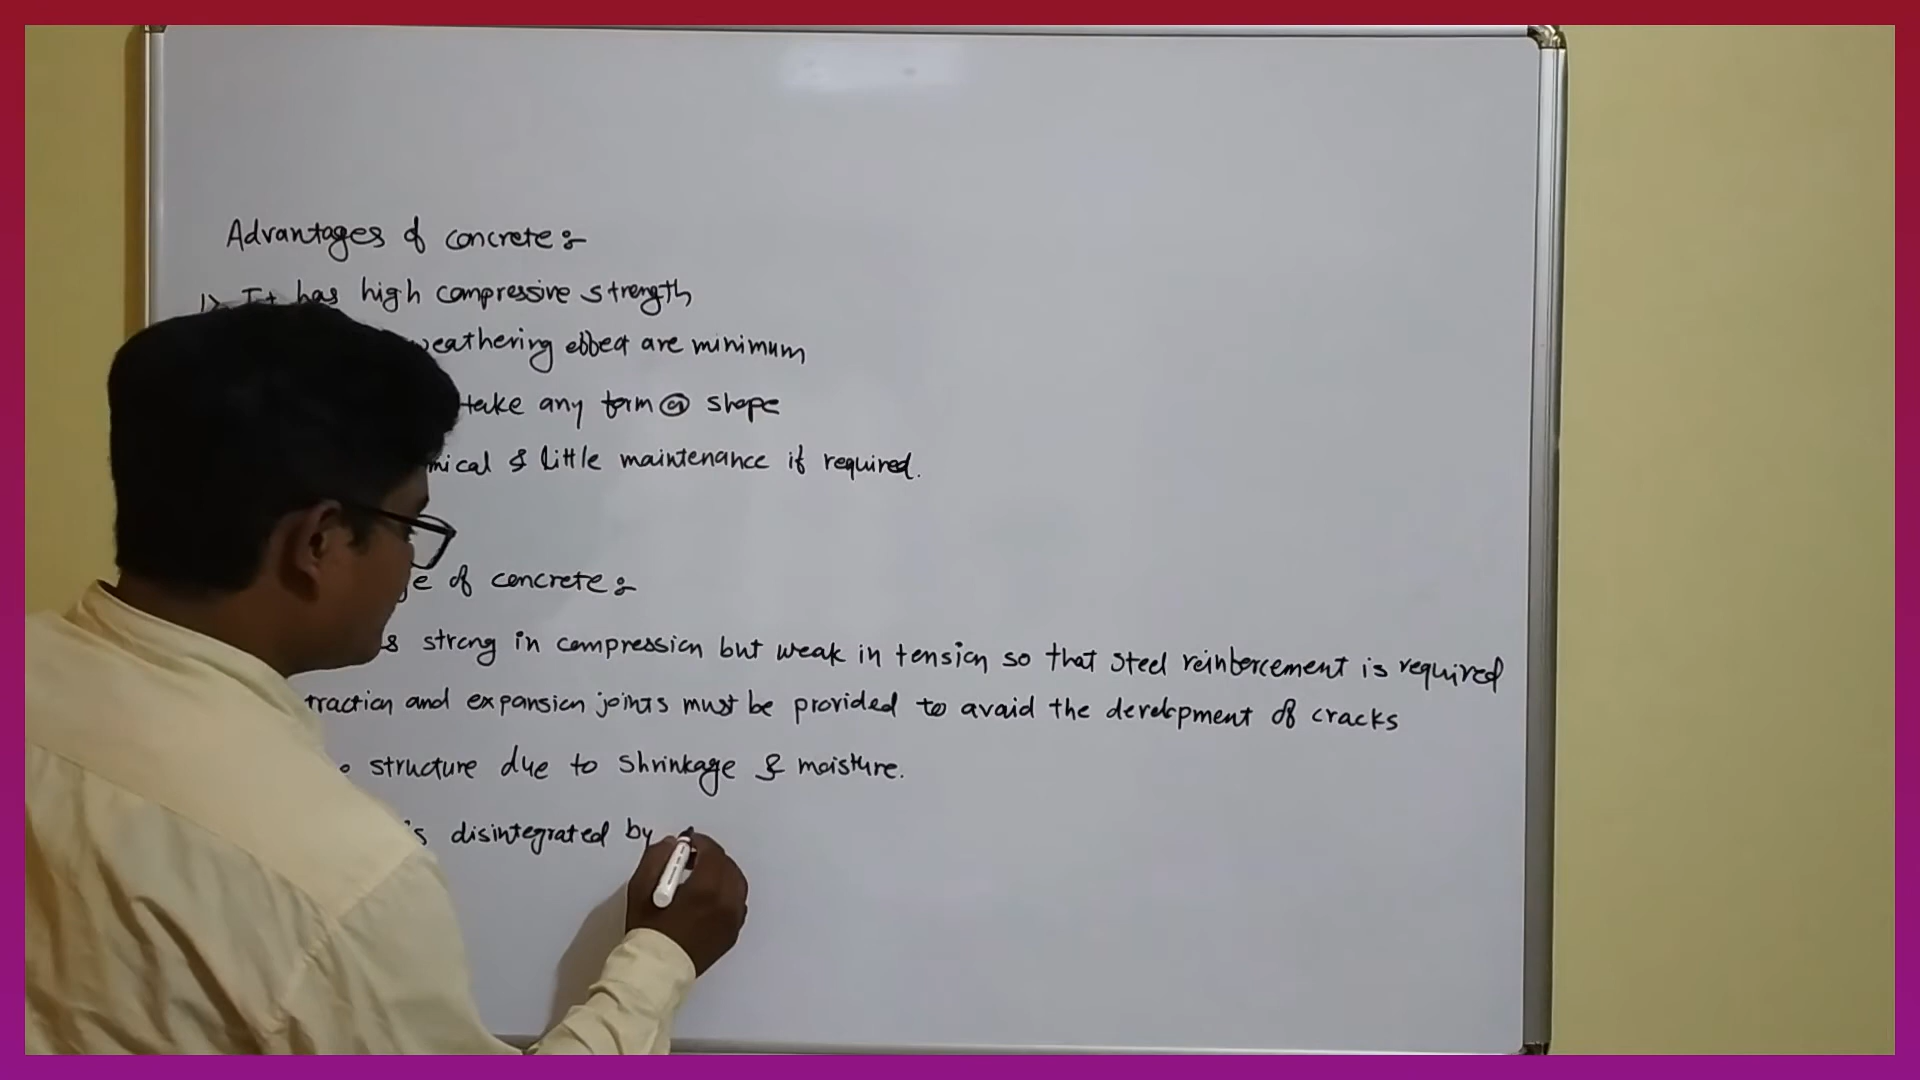 Advantages of concrete:-
1> It has high compressive strength
weathering effect are minimum
take any form or shape
mical & little maintenance if required.
e of concrete:-
strong in compression but weak in tension so that steel reinforcement is required
traction and expansion joints must be provided to avoid the development of cracks
structure due to shrinkage & moisture.
is disintegrated by